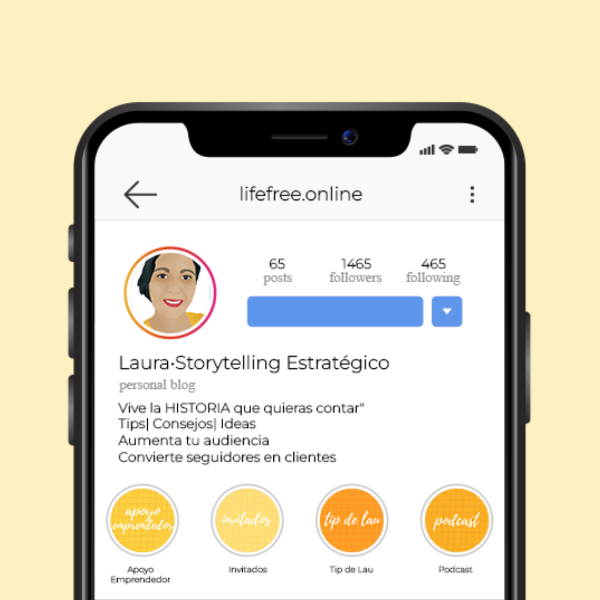 lifefree.online
65 1465 465
posts followers following
Laura•Storytelling Estratégico
personal blog
Vive la HISTORIA que quieras contar"
Tips| Consejos| Ideas
Aumenta tu audiencia
Convierte seguidores en clientes
apoyo
emprendedor
invitados
tip de lau
podcast
Apoyo
Emprendedor
Invitados
Tip de Lau
Podcast